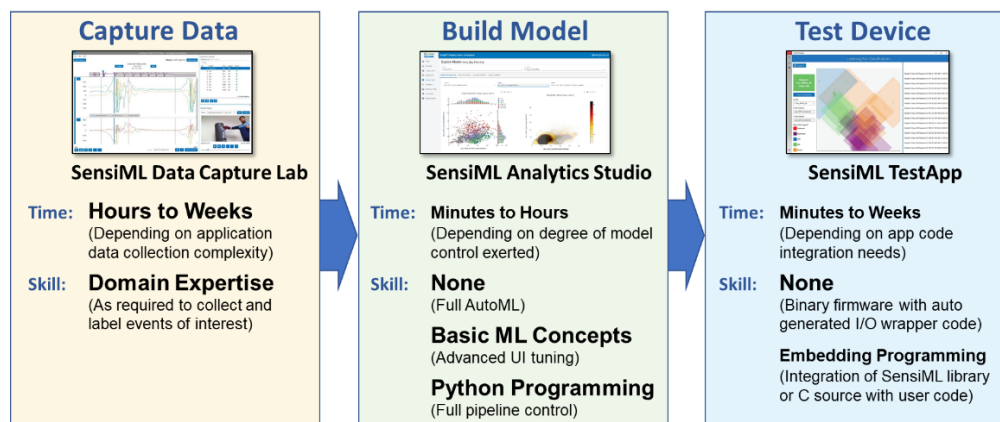 Capture Data
SensiML Data Capture Lab
Time: Hours to Weeks
(Depending on application
data collection complexity)
Skill: Domain Expertise
(As required to collect and
label events of interest)
Build Model
SensiML Analytics Studio
Time: Minutes to Hours
(Depending on degree of model
control exerted)
Skill: None
(Full AutoML)
Basic ML Concepts
(Advanced UI tuning)
Python Programming
(Full pipeline control)
Test Device
SensiML TestApp
Time: Minutes to Weeks
(Depending on app code
integration needs)
Skill: None
(Binary firmware with auto
generated I/O wrapper code)
Embedding Programming
(Integration of SensiML library
or C source with user code)